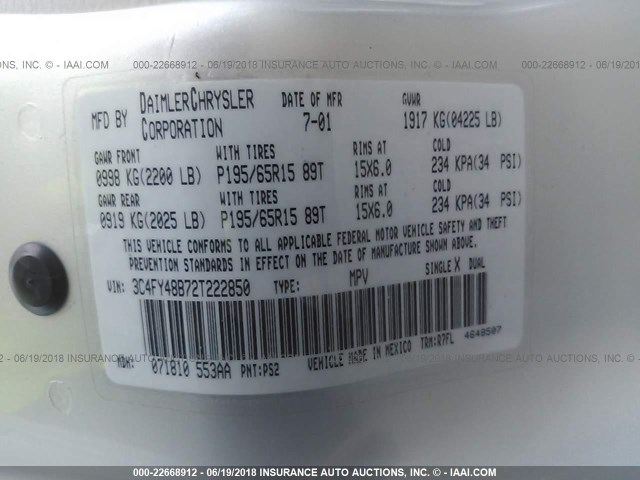 000-22668912 - 06/19/2018 INSURANCE AUTO AUCTIONS, INC. © - IAAI.COM
MFD BY DAIMLERCHRYSLER CORPORATION DATE OF MFR 7-01 GVWR 1917 KG(04225 LB)
GAWR FRONT WITH TIRES RIMS AT COLD
0998 KG(2200 LB) P195/65R15 89T 15X6.0 234 KPA(34 PSI)
GAWR REAR WITH TIRES RIMS AT COLD
0919 KG(2025 LB) P195/65R15 89T 15X6.0 234 KPA(34 PSI)
THIS VEHICLE CONFORMS TO ALL APPLICABLE FEDERAL MOTOR VEHICLE SAFETY AND THEFT
PREVENTION STANDARDS IN EFFECT ON THE DATE OF MANUFACTURE SHOWN ABOVE.
VIN: 3C4FY48B72T222850 TYPE: MPV SINGLE X DUAL
MDH: 071810 553AA PNT:PS2 VEHICLE MADE IN MEXICO TRM:R7FL 4648507
000-22668912 - 06/19/2018 INSURANCE AUTO AUCTIONS, INC. © - IAAI.COM
000-22668912 - 06/19/2018 INSURANCE AUTO AUCTIONS, INC. © - IAAI.COM